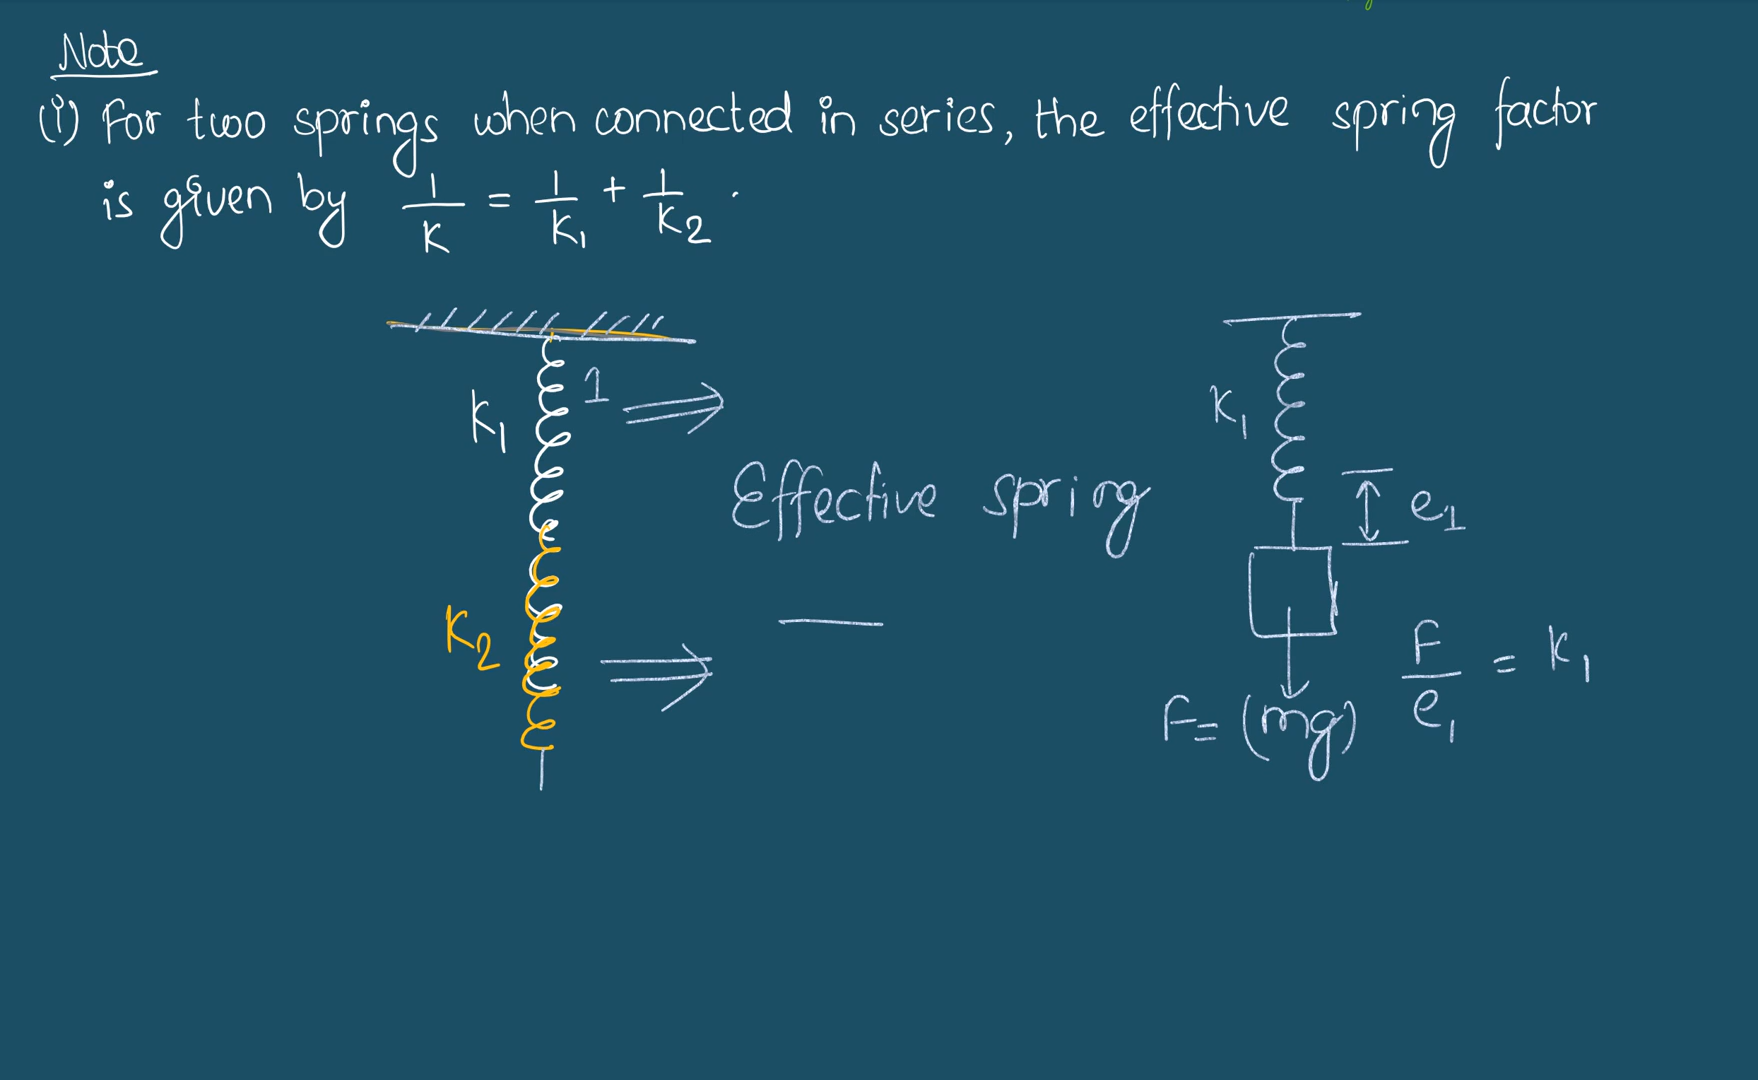 Note
(i) For two springs when connected in series, the effective spring factor
is given by 1/K = 1/K₁ + 1/K₂ .
K₁ 1
K₁
Effective spring
e₁
K₂
F/e₁ = K₁
F = (mg)